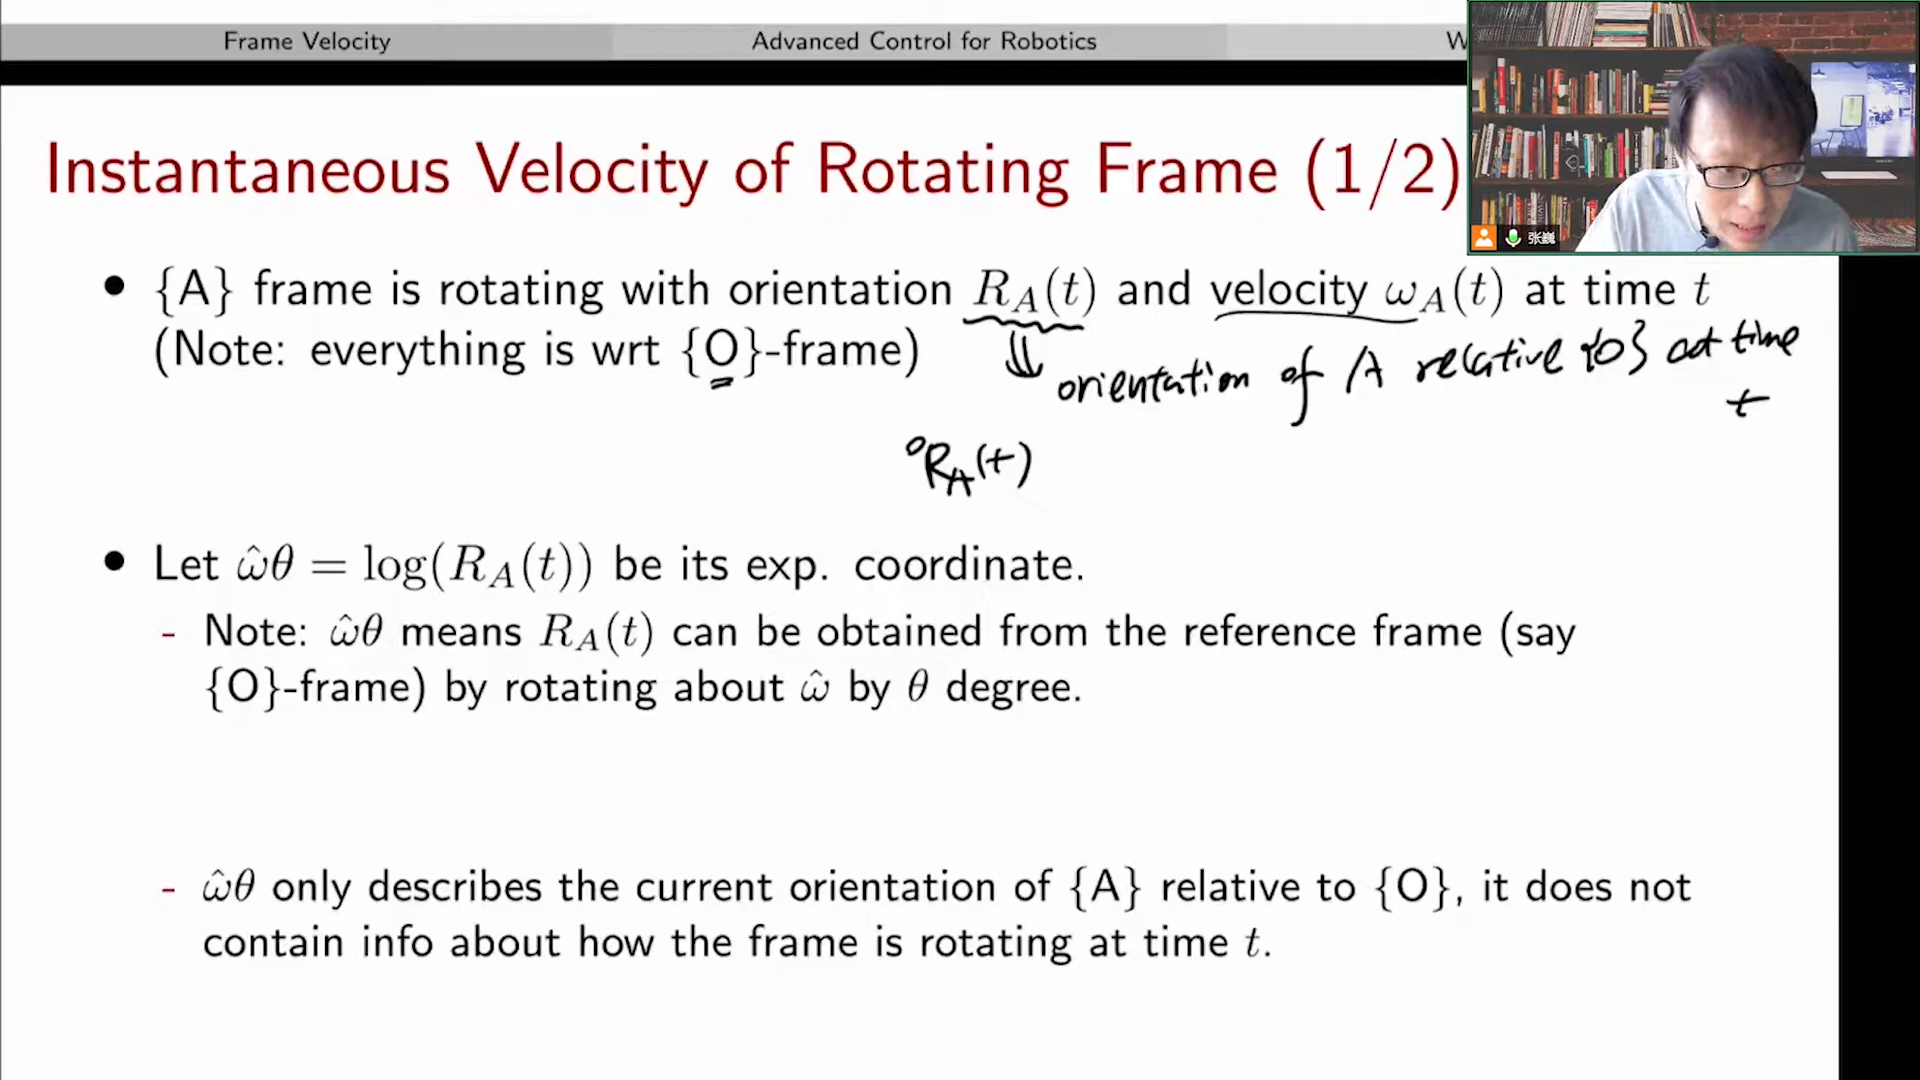 Frame Velocity
Advanced Control for Robotics
W
Instantaneous Velocity of Rotating Frame (1/2)
张巍
• {A} frame is rotating with orientation R_A(t) and velocity ω_A(t) at time t
(Note: everything is wrt {O}-frame)
⇓ orientation of A relative {O} at time
t
⁰R_A(t)
• Let ω̂θ = log(R_A(t)) be its exp. coordinate.
- Note: ω̂θ means R_A(t) can be obtained from the reference frame (say
{O}-frame) by rotating about ω̂ by θ degree.
- ω̂θ only describes the current orientation of {A} relative to {O}, it does not
contain info about how the frame is rotating at time t.